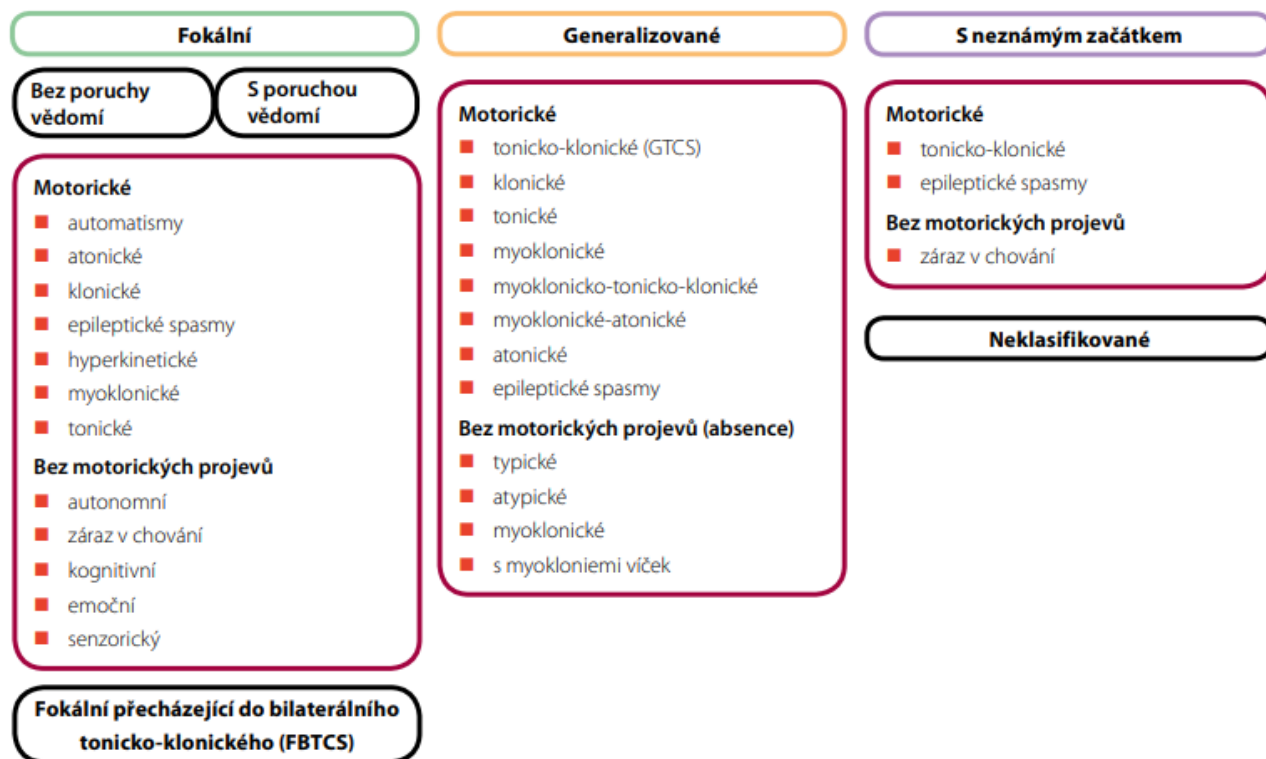 Fokální
Bez poruchy
vědomí
S poruchou
vědomí
Motorické
automatismy
atonické
klonické
epileptické spasmy
hyperkinetické
myoklonické
tonické
Bez motorických projevů
autonomní
záraz v chování
kognitivní
emoční
senzorický
Fokální přecházející do bilaterálního
tonicko-klonického (FBTCS)
Generalizované
Motorické
tonicko-klonické (GTCS)
klonické
tonické
myoklonické
myoklonicko-tonicko-klonické
myoklonické-atonické
atonické
epileptické spasmy
Bez motorických projevů (absence)
typické
atypické
myoklonické
s myokloniemi víček
S neznámým začátkem
Motorické
tonicko-klonické
epileptické spasmy
Bez motorických projevů
záraz v chování
Neklasifikované